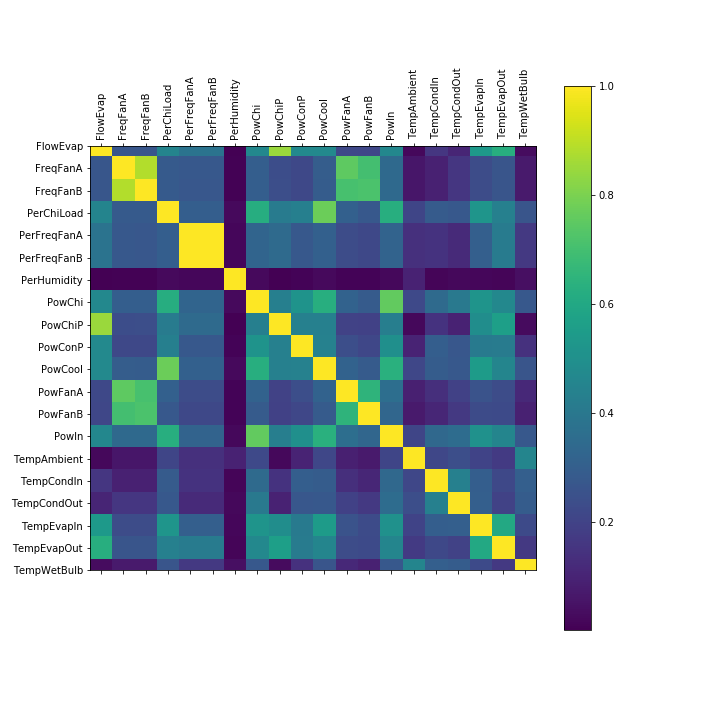 FlowEvap
FreqFanA
FreqFanB
PerChiLoad
PerFreqFanA
PerFreqFanB
PerHumidity
PowChi
PowChiP
PowConP
PowCool
PowFanA
PowFanB
PowIn
TempAmbient
TempCondIn
TempCondOut
TempEvapIn
TempEvapOut
TempWetBulb
FlowEvap
FreqFanA
FreqFanB
PerChiLoad
PerFreqFanA
PerFreqFanB
PerHumidity
PowChi
PowChiP
PowConP
PowCool
PowFanA
PowFanB
PowIn
TempAmbient
TempCondIn
TempCondOut
TempEvapIn
TempEvapOut
TempWetBulb
1.0
0.8
0.6
0.4
0.2